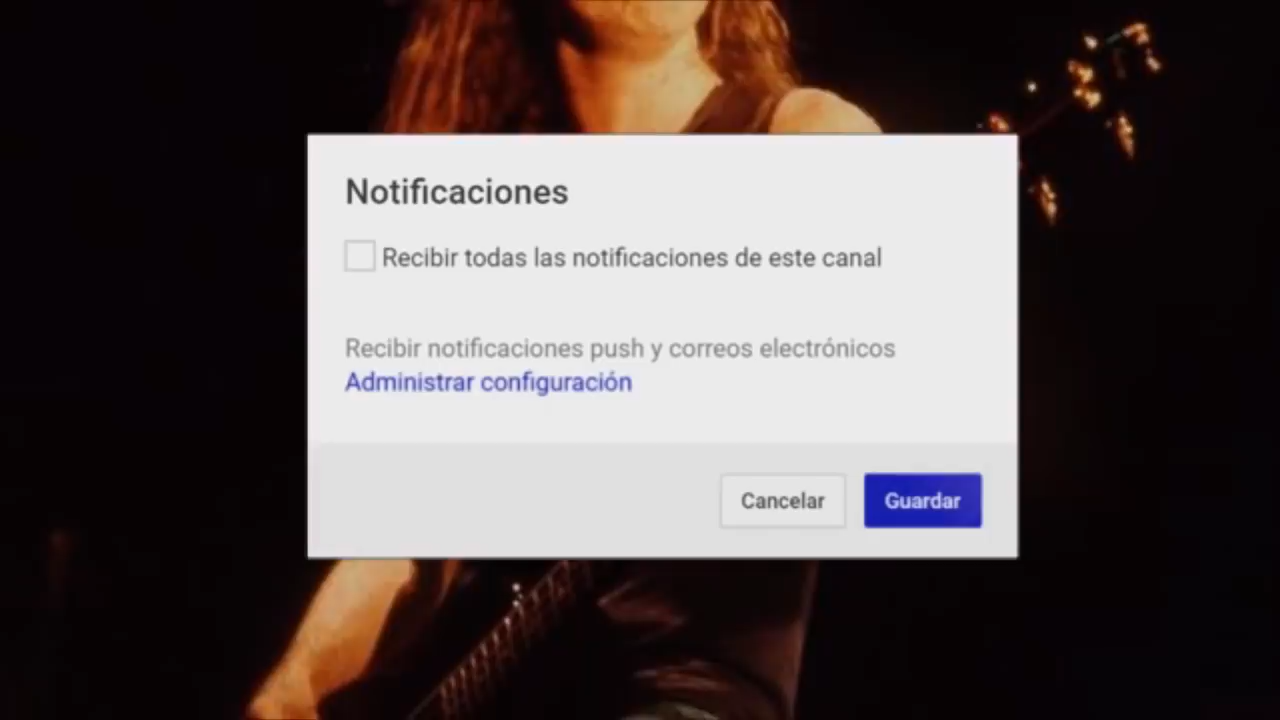 Notificaciones
Recibir todas las notificaciones de este canal
Recibir notificaciones push y correos electrónicos
Administrar configuración
Cancelar
Guardar